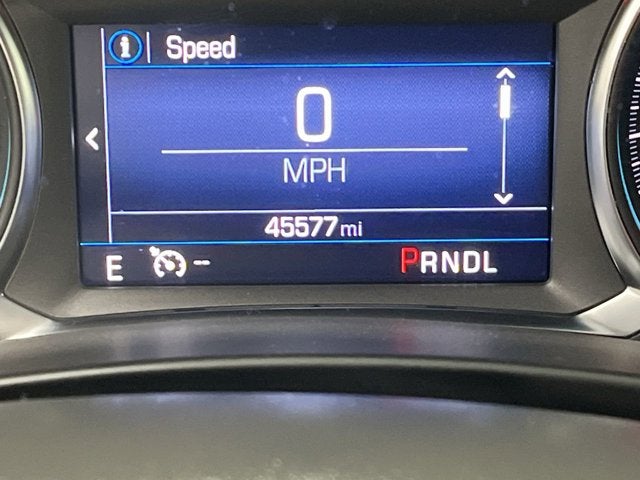 i Speed
0
MPH
45577 mi
E -- PRNDL